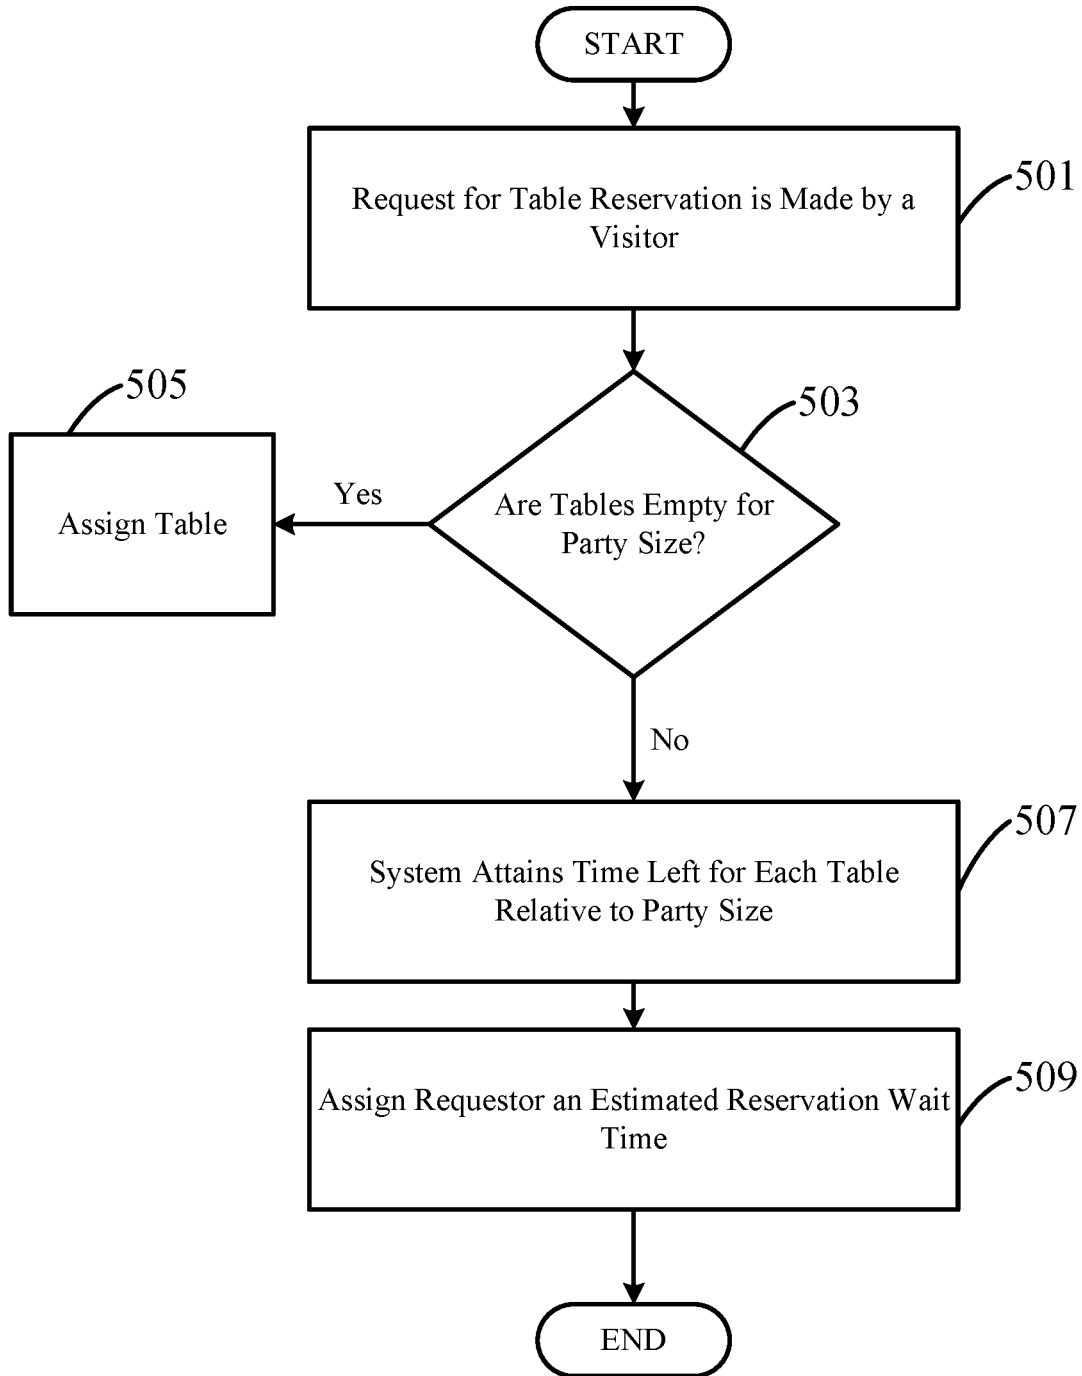 START
Request for Table Reservation is Made by a
Visitor
501
503
505
Are Tables Empty for
Party Size?
Yes
Assign Table
No
System Attains Time Left for Each Table
Relative to Party Size
507
Assign Requestor an Estimated Reservation Wait
Time
509
END